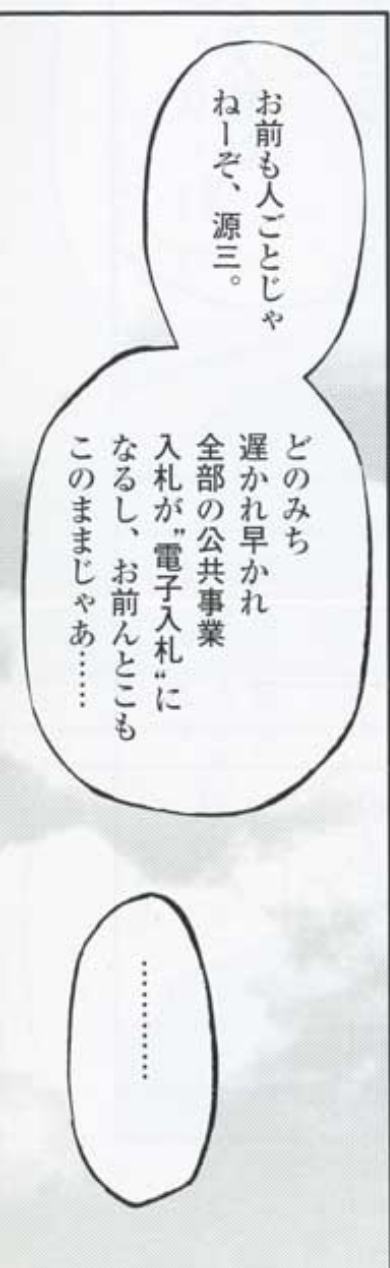 お前も人ごとじゃ
ねーぞ、源三。
どのみち
遅かれ早かれ
全部の公共事業
入札が〝電子入札〟に
なるし、お前んとこも
このままじゃあ……
…………